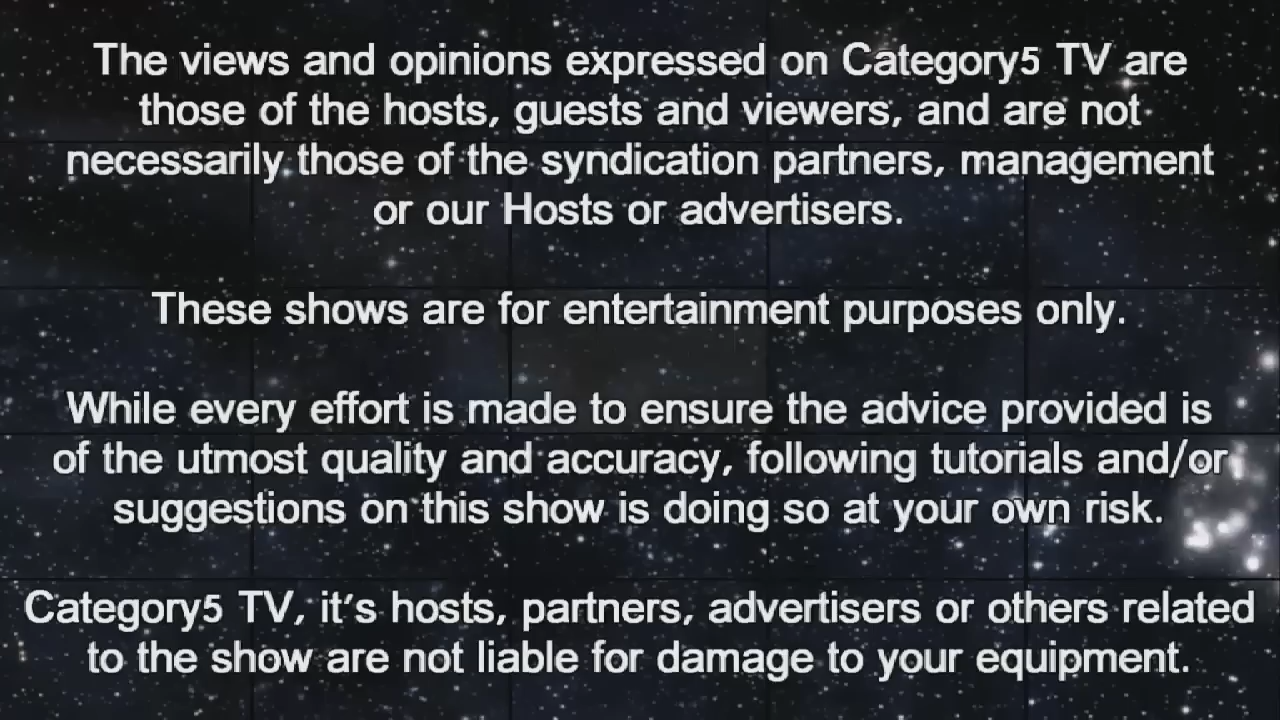 The views and opinions expressed on Category5 TV are
those of the hosts, guests and viewers, and are not
necessarily those of the syndication partners, management
or our Hosts or advertisers.
These shows are for entertainment purposes only.
While every effort is made to ensure the advice provided is
of the utmost quality and accuracy, following tutorials and/or
suggestions on this show is doing so at your own risk.
Category5 TV, it’s hosts, partners, advertisers or others related
to the show are not liable for damage to your equipment.